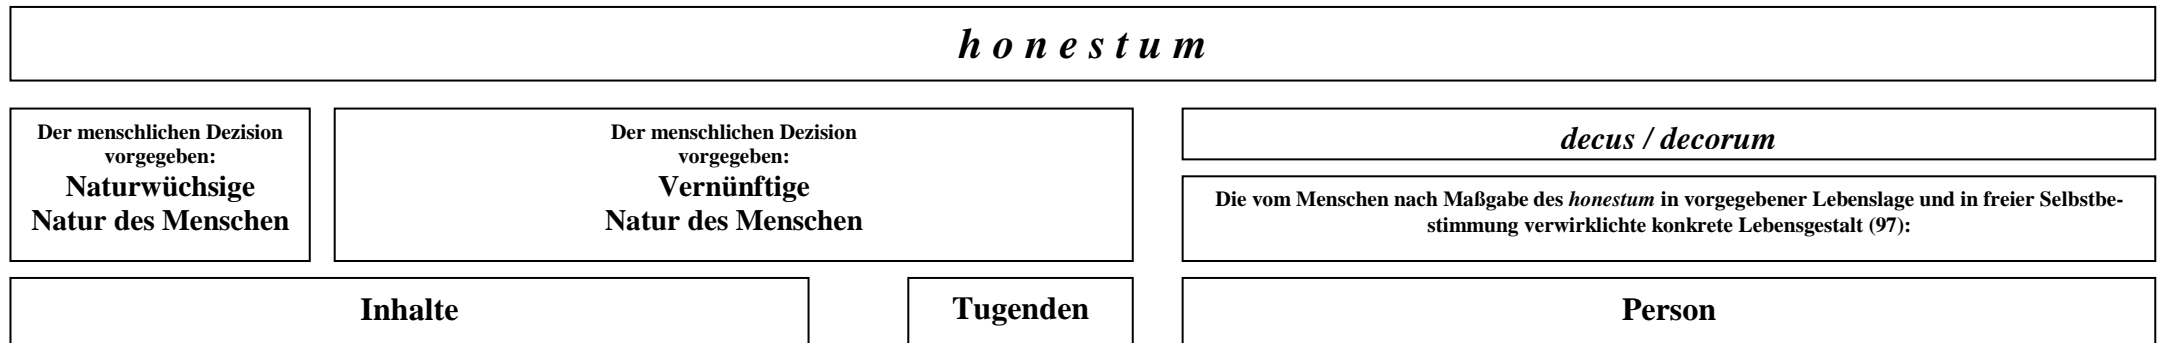 h o n e s t u m
Der menschlichen Dezision
vorgegeben:
Naturwüchsige
Natur des Menschen
Der menschlichen Dezision
vorgegeben:
Vernünftige
Natur des Menschen
decus / decorum
Die vom Menschen nach Maßgabe des honestum in vorgegebener Lebenslage und in freier Selbstbe-
stimmung verwirklichte konkrete Lebensgestalt (97):
Inhalte
Tugenden
Person